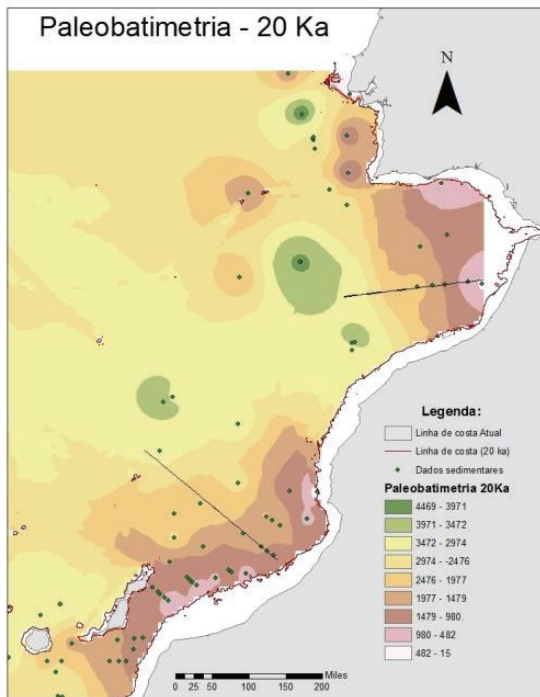 Paleobatimetria - 20 Ka
N
Legenda:
Linha de costa Atual
Linha de costa (20 ka)
Dados sedimentares
Paleobatimetria 20Ka
4469 - 3971
3971 - 3472
3472 - 2974
2974 - -2476
2476 - 1977
1977 - 1479
1479 - 980.
980 - 482
482 - 15
Miles
0 25 50 100 150 200